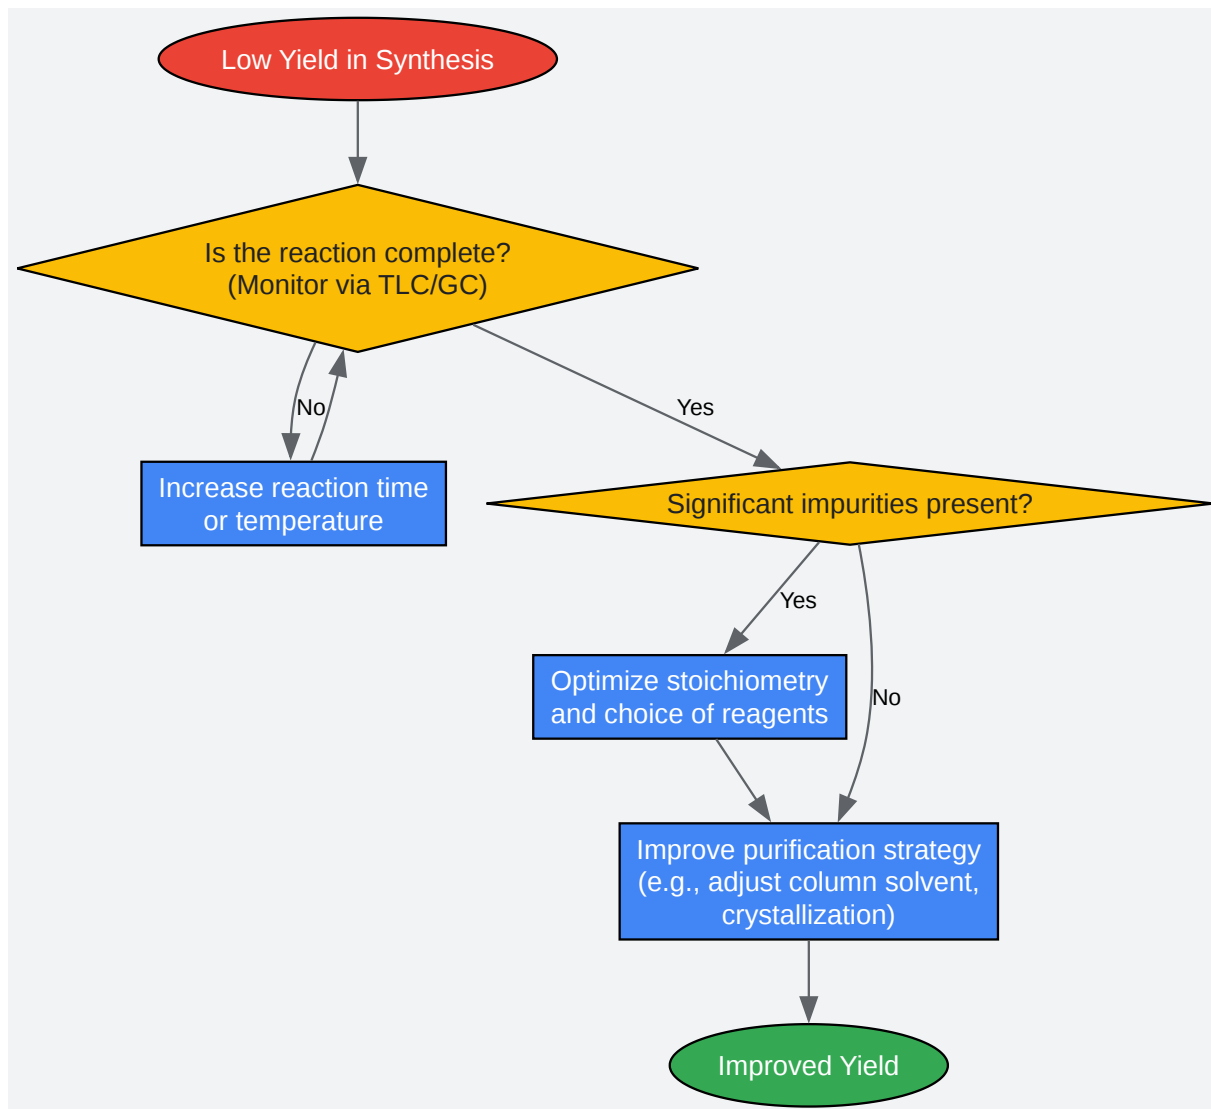 Low Yield in Synthesis
Is the reaction complete?
(Monitor via TLC/GC)
No
Yes
Increase reaction time
or temperature
Significant impurities present?
Yes
Optimize stoichiometry
and choice of reagents
No
Improve purification strategy
(e.g., adjust column solvent,
crystallization)
Improved Yield